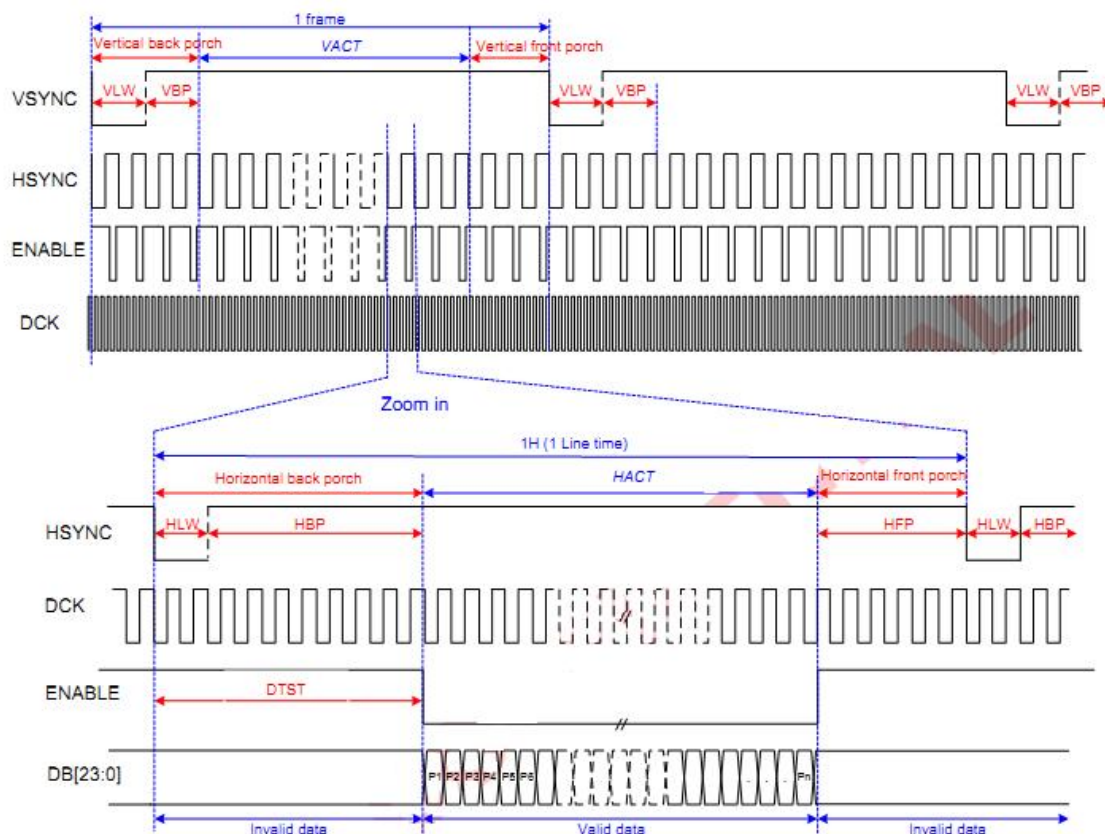 1 frame
Vertical back porch VACT Vertical front porch
VSYNC VLW VBP VLW VBP VLW VBP
HSYNC
ENABLE
DCK
Zoom in
1H (1 Line time)
Horizontal back porch HACT Horizontal front porch
HSYNC HLW HBP HFP HLW HBP
DCK
//
ENABLE DTST
//
DB[23:0] P1 P2 P3 P4 P5 P6 . . . Pn
Invalid data Valid data Invalid data